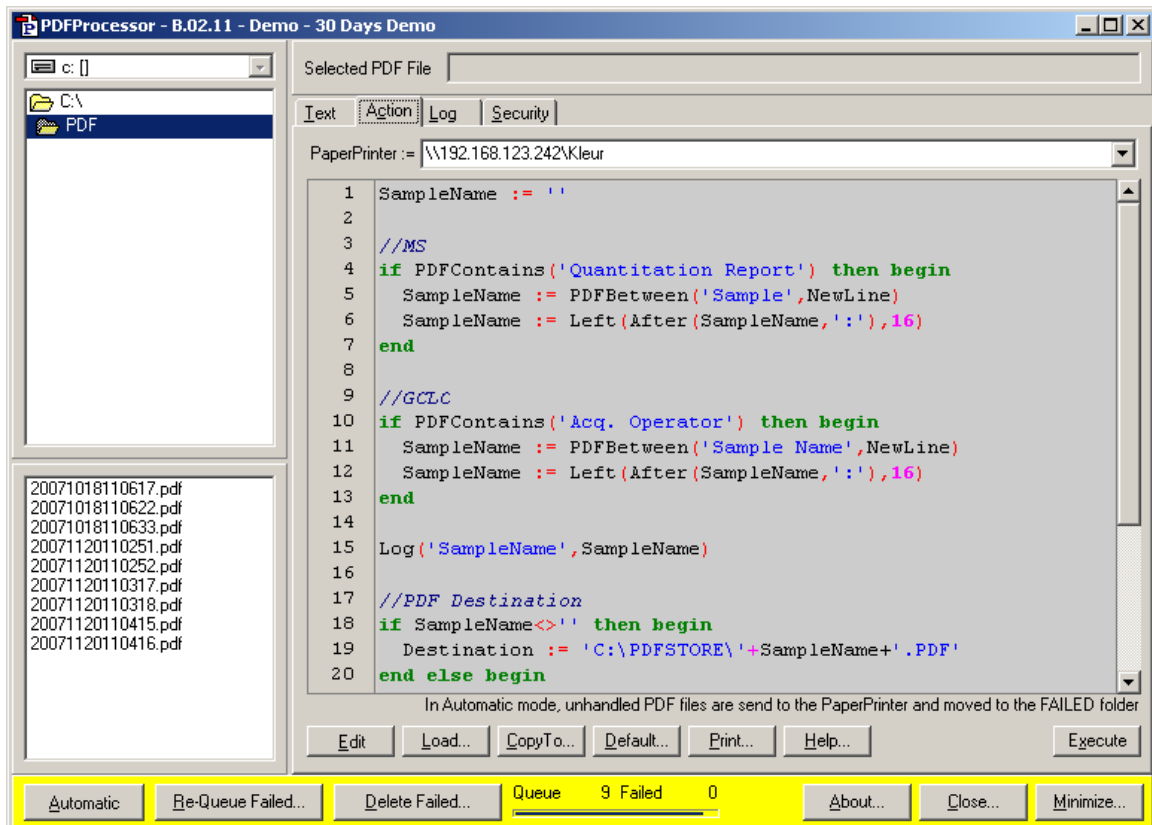 PDFProcessor - B.02.11 - Demo - 30 Days Demo
c: []
C:\
PDF
20071018110617.pdf
20071018110622.pdf
20071018110633.pdf
20071120110251.pdf
20071120110252.pdf
20071120110317.pdf
20071120110318.pdf
20071120110415.pdf
20071120110416.pdf
Selected PDF File
Text Action Log Security
PaperPrinter := \\192.168.123.242\Kleur
1 SampleName := ''
2
3 //MS
4 if PDFContains('Quantitation Report') then begin
5 SampleName := PDFBetween('Sample',NewLine)
6 SampleName := Left(After(SampleName,':'),16)
7 end
8
9 //GCLC
10 if PDFContains('Acq. Operator') then begin
11 SampleName := PDFBetween('Sample Name',NewLine)
12 SampleName := Left(After(SampleName,':'),16)
13 end
14
15 Log('SampleName',SampleName)
16
17 //PDF Destination
18 if SampleName<>'' then begin
19 Destination := 'C:\PDFSTORE\'+SampleName+'.PDF'
20 end else begin
In Automatic mode, unhandled PDF files are send to the PaperPrinter and moved to the FAILED folder
Edit Load... CopyTo... Default... Print... Help... Execute
Automatic Re-Queue Failed... Delete Failed... Queue 9 Failed 0 About... Close... Minimize...